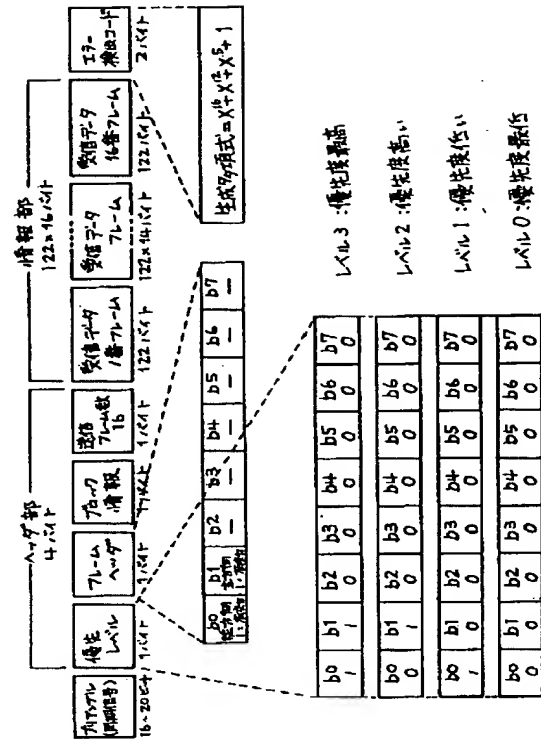 ヘッダ部
4バイト
情報部
122×16バイト
プリアンブル
(同期信号)
優先
レベル
フレーム
ヘッダ
ブロック
情報
送信
フレーム数
16
受信データ
1番フレーム
受信データ
フレーム
受信データ
16番フレーム
エラー
検出コード
16~20ビット
1バイト
1バイト
1バイト
1バイト
122バイト
122×14バイト
122バイト
2バイト
b0
b1
b2
b3
b4
b5
b6
b7
1:承知
1:承知
—
—
—
—
—
—
生成多項式=X¹⁶+X¹²+X⁵+1
b0 b1 b2 b3 b4 b5 b6 b7
1 1 0 0 0 0 0 0
レベル3:優先度最高
b0 b1 b2 b3 b4 b5 b6 b7
0 1 0 0 0 0 0 0
レベル2:優先度高い
b0 b1 b2 b3 b4 b5 b6 b7
1 0 0 0 0 0 0 0
レベル1:優先度低い
b0 b1 b2 b3 b4 b5 b6 b7
0 0 0 0 0 0 0 0
レベル0:優先度最低